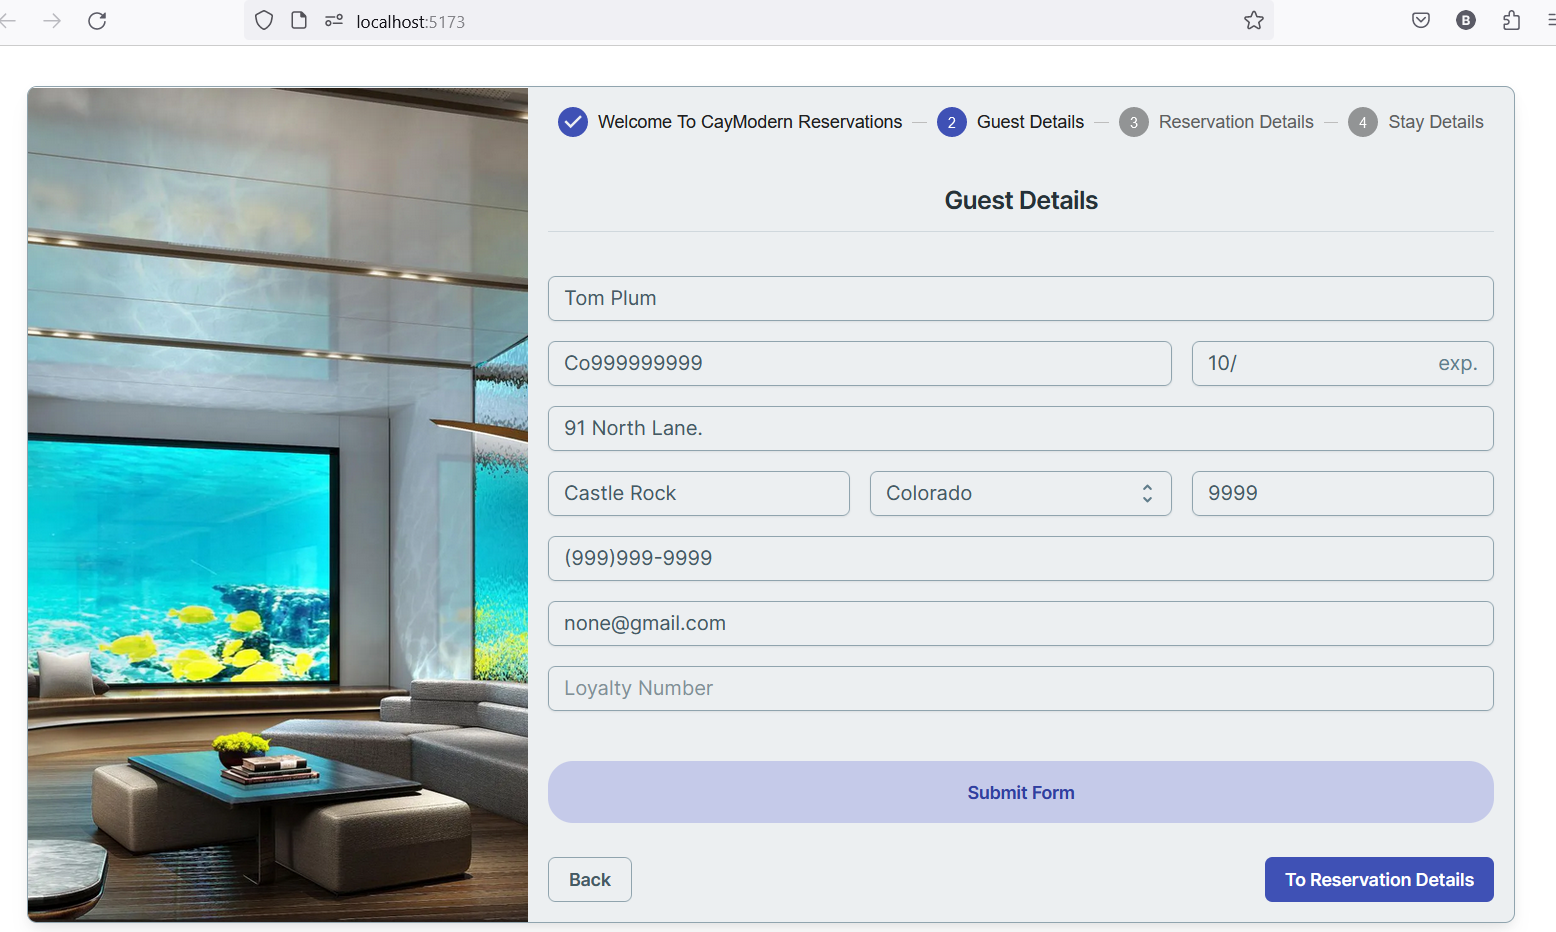 localhost:5173
B
Welcome To CayModern Reservations 2 Guest Details 3 Reservation Details 4 Stay Details
Guest Details
Tom Plum
Co999999999 10/ exp.
91 North Lane.
Castle Rock Colorado 9999
(999)999-9999
none@gmail.com
Loyalty Number
Submit Form
Back To Reservation Details